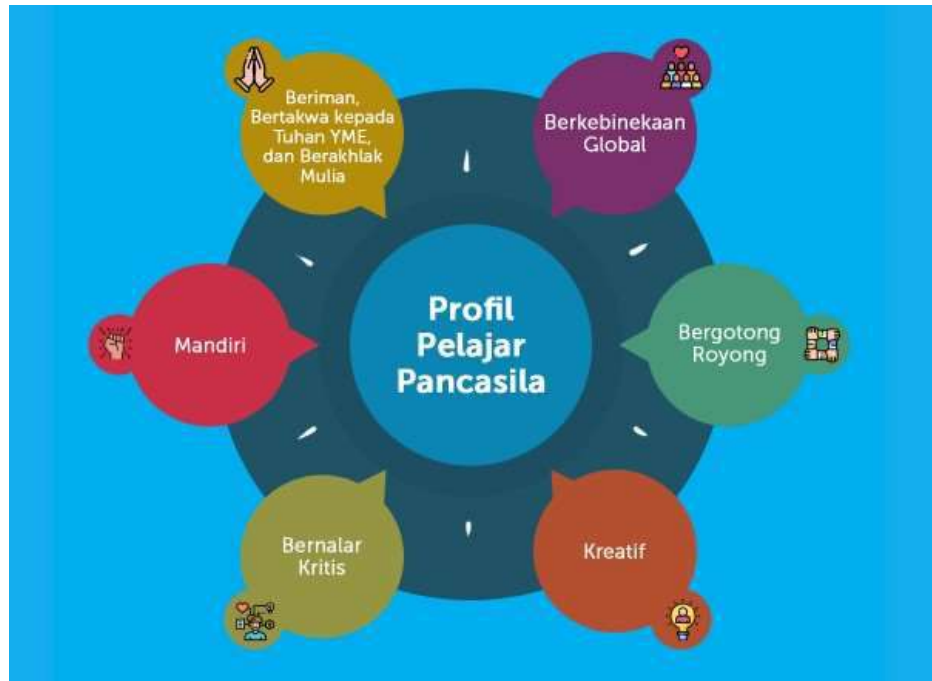 Beriman,
Bertakwa kepada
Tuhan YME,
dan Berakhlak
Mulia
Berkebinekaan
Global
Mandiri
Profil
Pelajar
Pancasila
Bergotong
Royong
Bernalar
Kritis
Kreatif